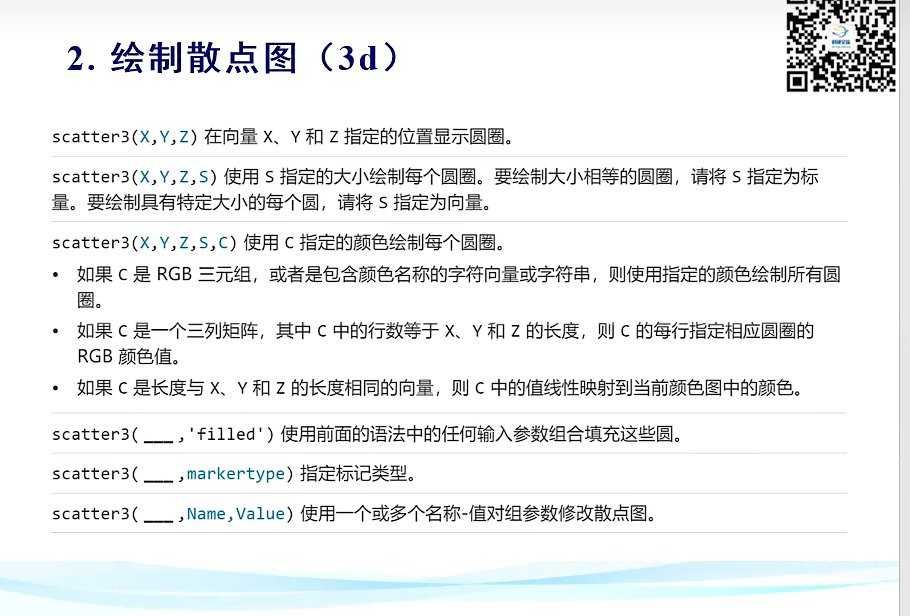 2. 绘制散点图（3d）
scatter3(X,Y,Z) 在向量 X、Y 和 Z 指定的位置显示圆圈。
scatter3(X,Y,Z,S) 使用 S 指定的大小绘制每个圆圈。要绘制大小相等的圆圈，请将 S 指定为标
量。要绘制具有特定大小的每个圆，请将 S 指定为向量。
scatter3(X,Y,Z,S,C) 使用 C 指定的颜色绘制每个圆圈。
• 如果 C 是 RGB 三元组，或者是包含颜色名称的字符向量或字符串，则使用指定的颜色绘制所有圆
圈。
• 如果 C 是一个三列矩阵，其中 C 中的行数等于 X、Y 和 Z 的长度，则 C 的每行指定相应圆圈的
RGB 颜色值。
• 如果 C 是长度与 X、Y 和 Z 的长度相同的向量，则 C 中的值线性映射到当前颜色图中的颜色。
scatter3( ___ ,'filled') 使用前面的语法中的任何输入参数组合填充这些圆。
scatter3( ___ ,markertype) 指定标记类型。
scatter3( ___ ,Name,Value) 使用一个或多个名称-值对组参数修改散点图。